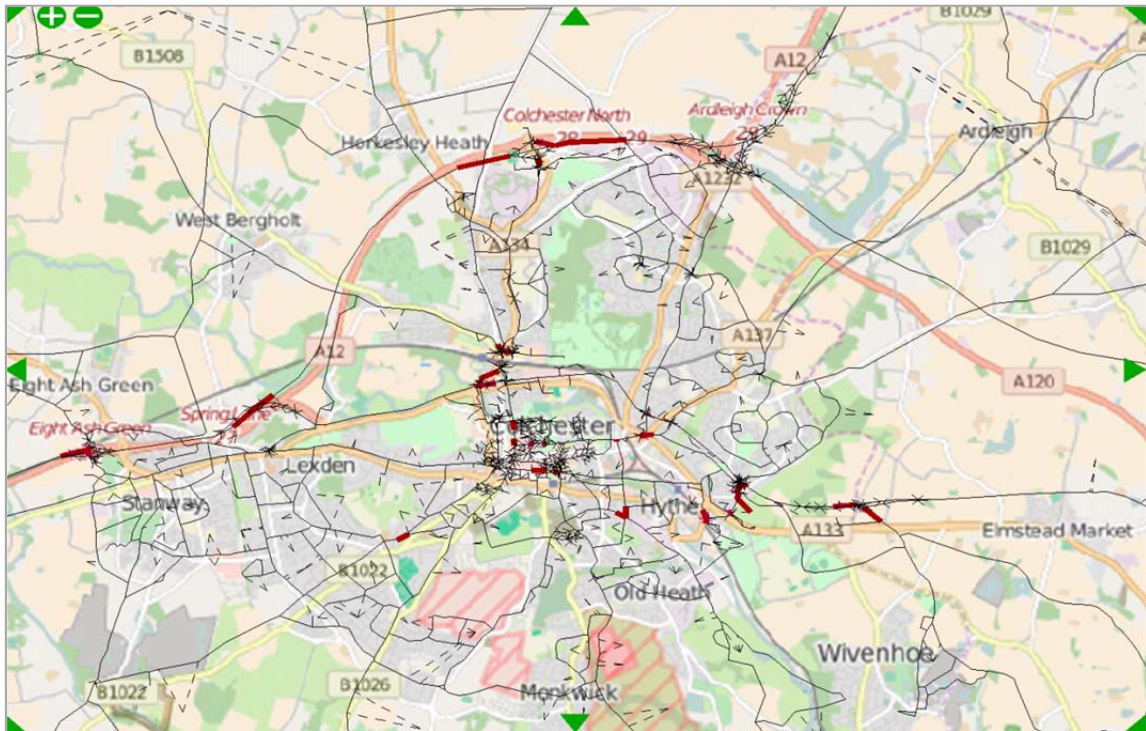 B1508
B1029
A12
Colchester North
Ardleigh Crown
28
29
29
Horkesley Heath
Ardleigh
A1232
West Bergholt
A134
B1029
A12
A137
Eight Ash Green
A120
Spring Lane
Eight Ash Green
Colchester
Lexden
Stanway
Hythe
A133
Elmstead Market
B1022
Old Heath
Wivenhoe
B1022
B1026
Monkwick